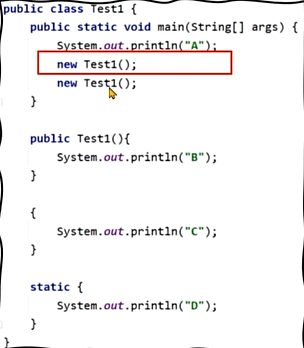 public class Test1 {
public static void main(String[] args) {
System.out.println("A");
new Test1();
new Test1();
}
public Test1(){
System.out.println("B");
}
{
System.out.println("C");
}
static {
System.out.println("D");
}
}